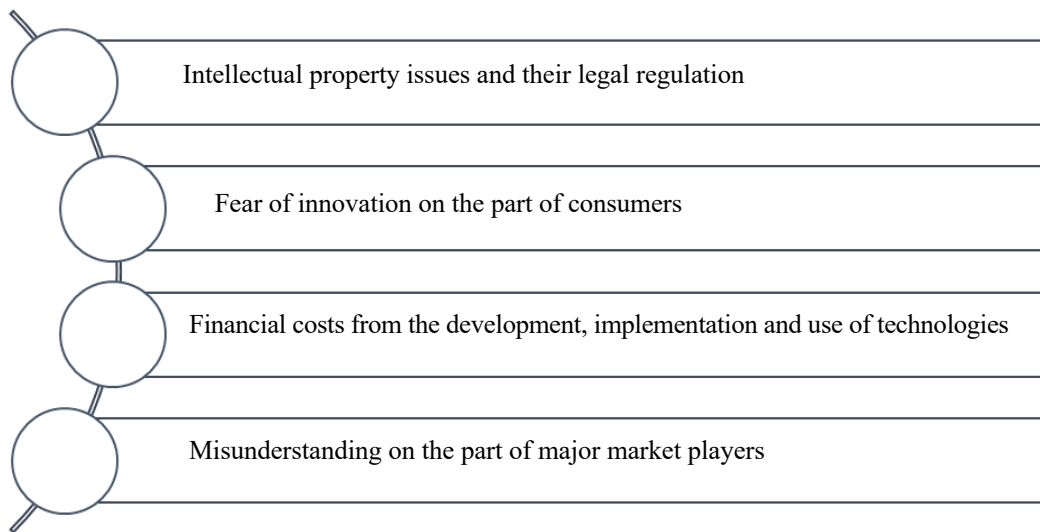 Intellectual property issues and their legal regulation
Fear of innovation on the part of consumers
Financial costs from the development, implementation and use of technologies
Misunderstanding on the part of major market players